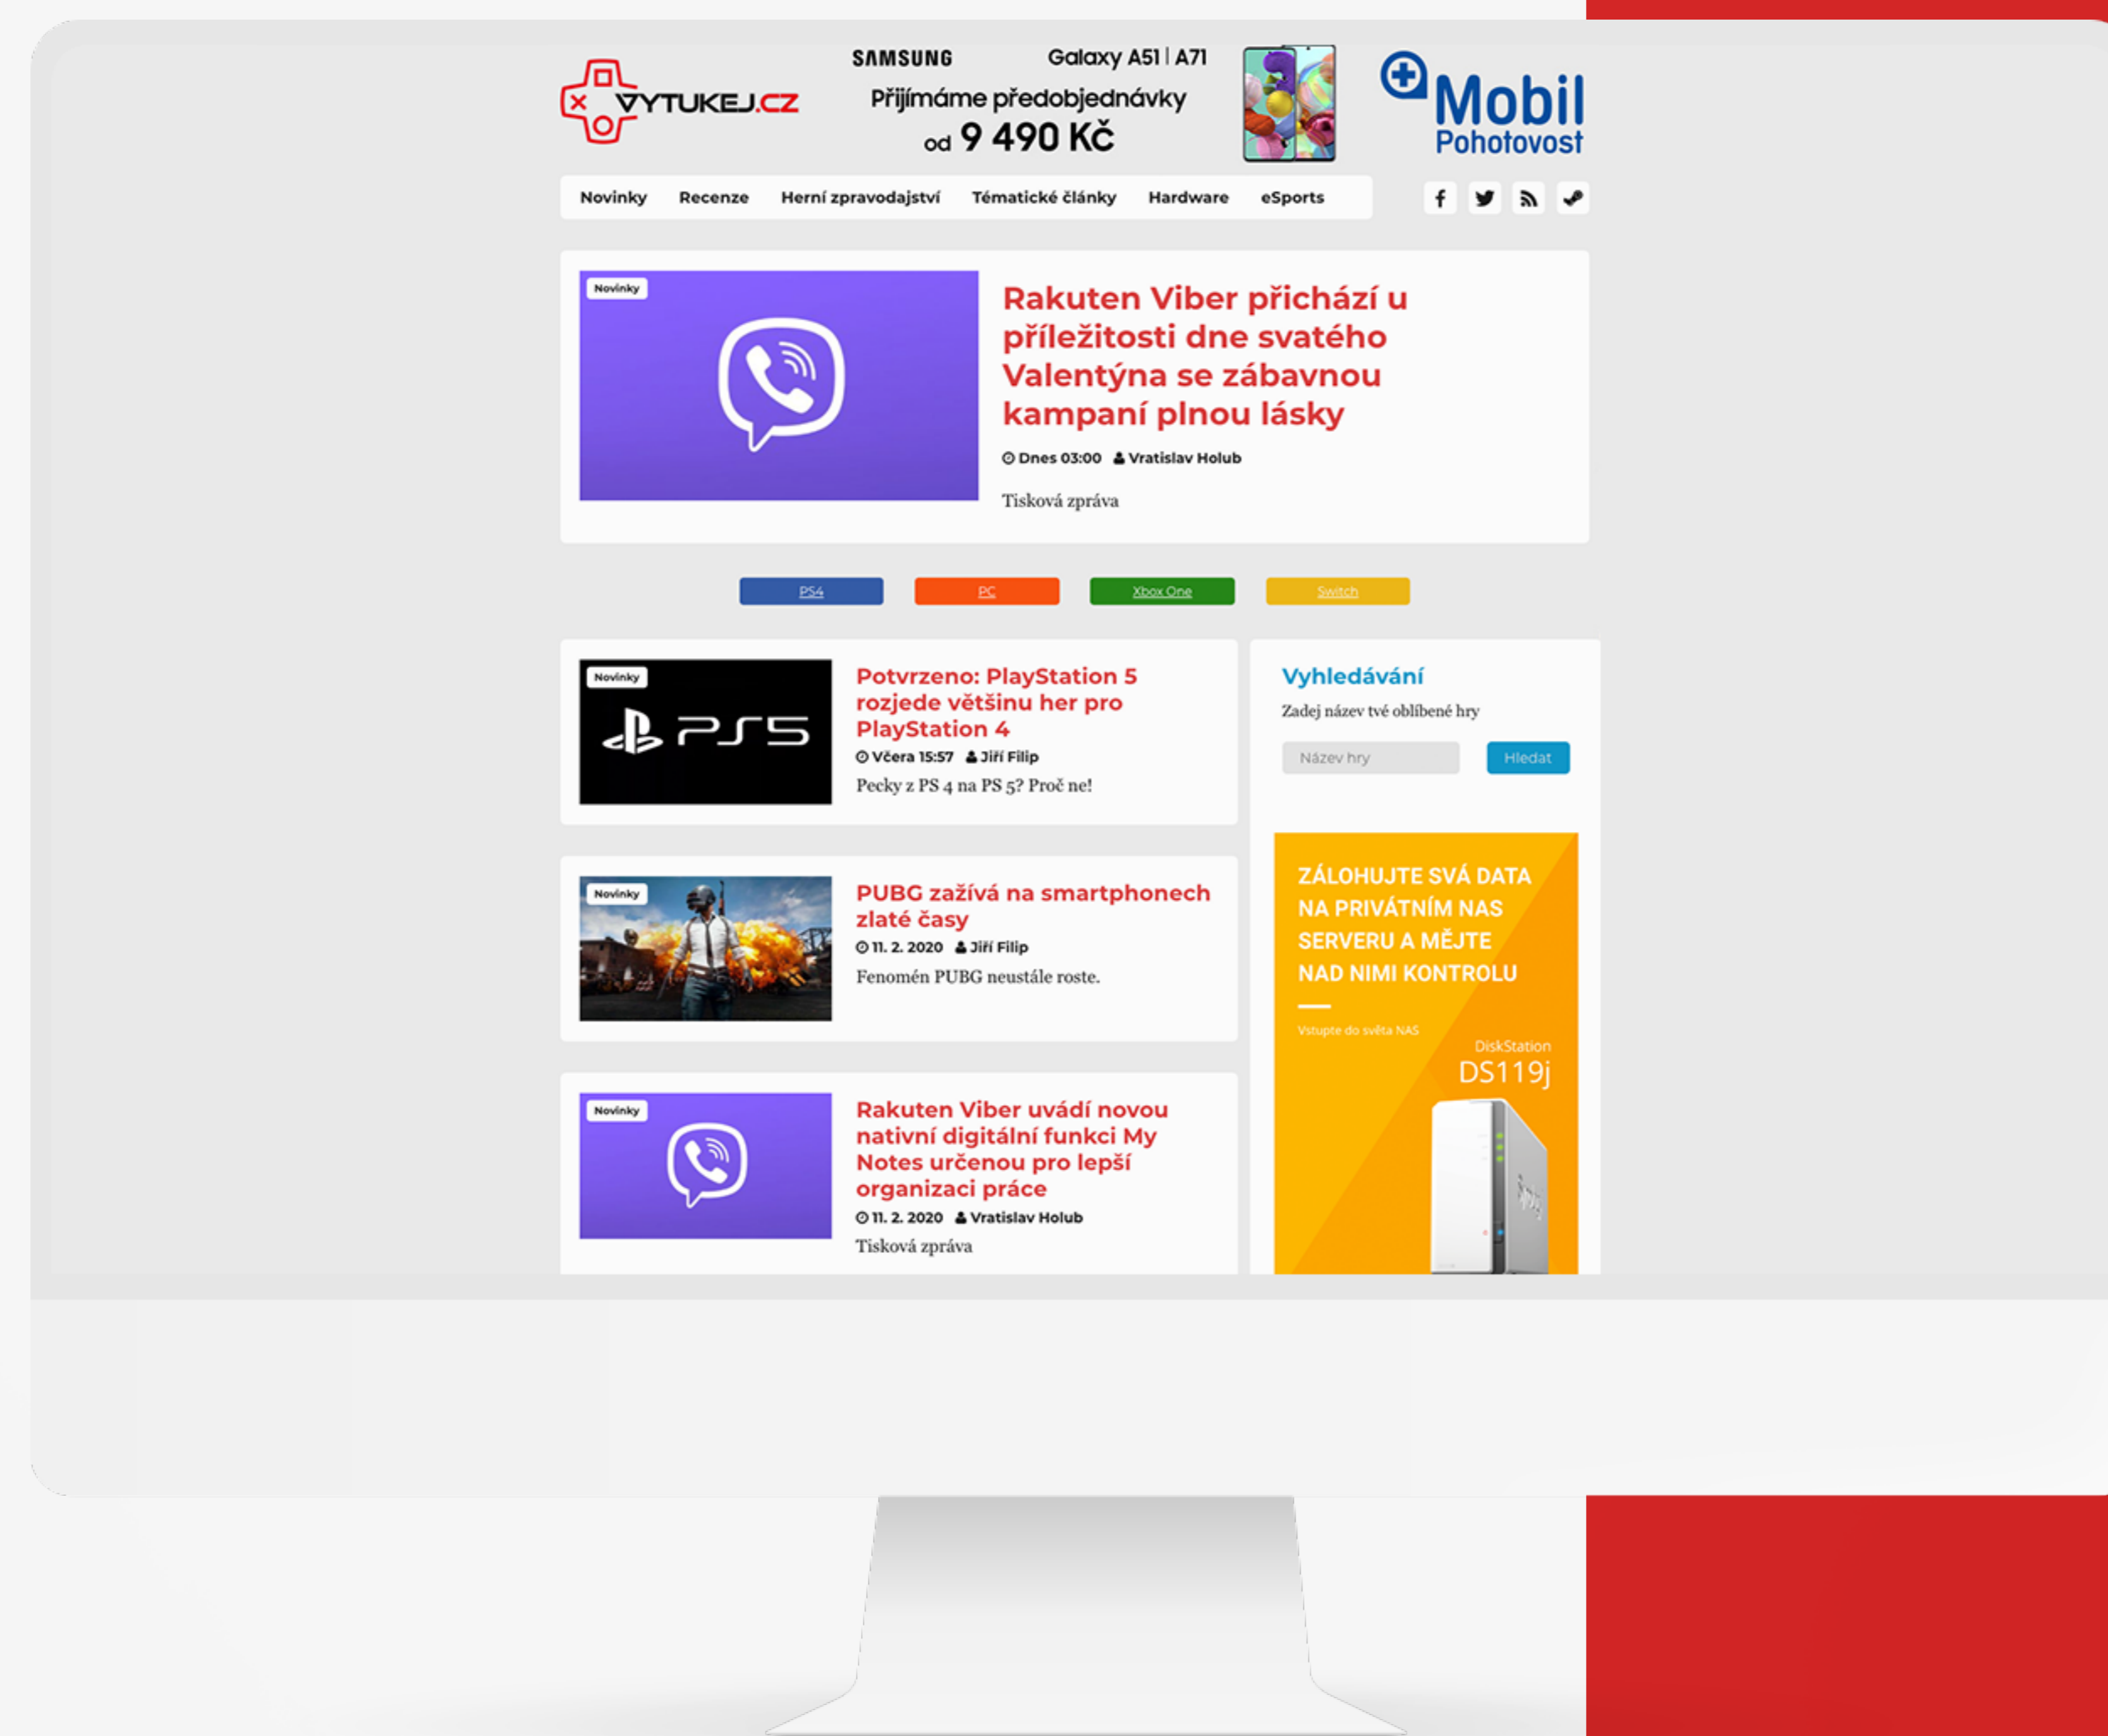 VYTUKEJ.CZ
SAMSUNG Galaxy A51 | A71
Přijímáme předobjednávky
od 9 490 Kč
Mobil
Pohotovost
Novinky Recenze Herní zpravodajství Tématické články Hardware eSports
Novinky
Rakuten Viber přichází u
příležitosti dne svatého
Valentýna se zábavnou
kampaní plnou lásky
Dnes 03:00 Vratislav Holub
Tisková zpráva
PS4 PC Xbox One Switch
Novinky
PS5
Potvrzeno: PlayStation 5
rozjede většinu her pro
PlayStation 4
Včera 15:57 Jiří Filip
Pecky z PS 4 na PS 5? Proč ne!
Novinky
PUBG zažívá na smartphonech
zlaté časy
11. 2. 2020 Jiří Filip
Fenomén PUBG neustále roste.
Novinky
Rakuten Viber uvádí novou
nativní digitální funkci My
Notes určenou pro lepší
organizaci práce
11. 2. 2020 Vratislav Holub
Tisková zpráva
Vyhledávání
Zadej název tvé oblíbené hry
Název hry Hledat
ZÁLOHUJTE SVÁ DATA
NA PRIVÁTNÍM NAS
SERVERU A MĚJTE
NAD NIMI KONTROLU
Vstupte do světa NAS
DiskStation
DS119j